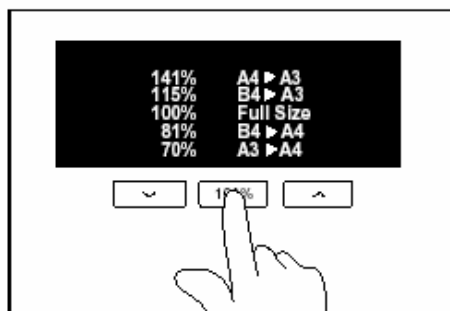 141% A4 ▶ A3
115% B4 ▶ A3
100% Full Size
81% B4 ▶ A4
70% A3 ▶ A4